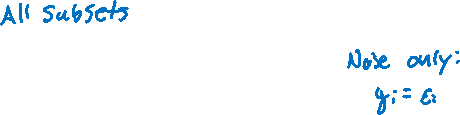 All subsets
Noise only:
yi = εi